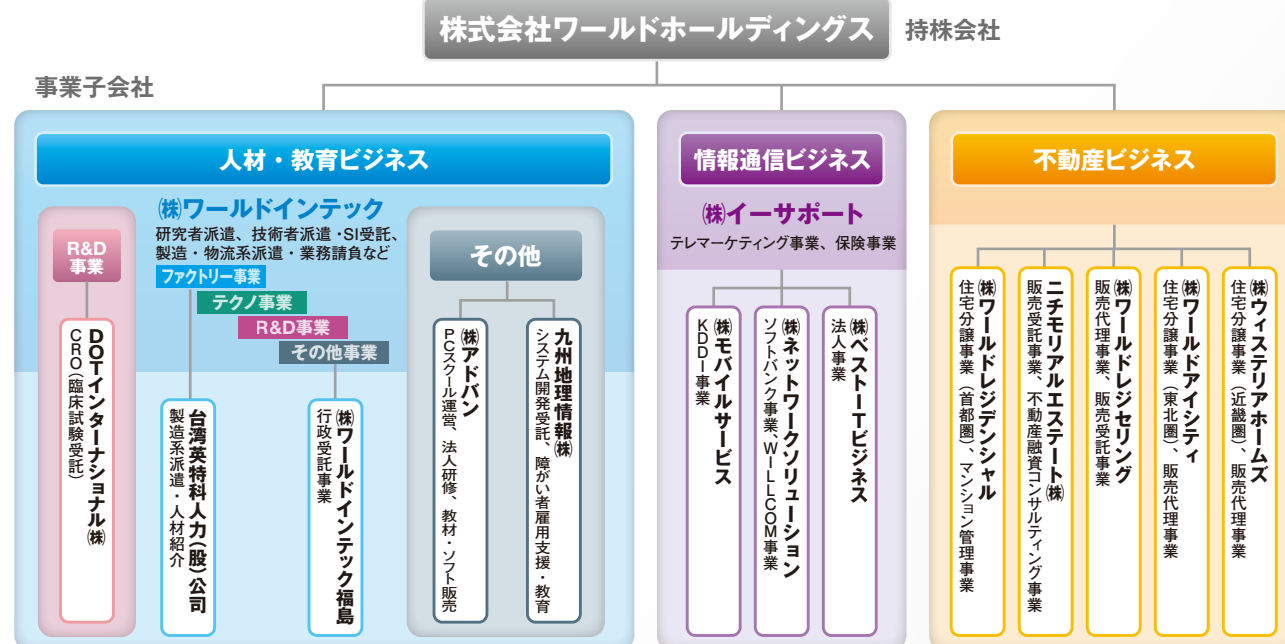 株式会社ワールドホールディングス
持株会社
事業子会社
人材・教育ビジネス
㈱ワールドインテック
研究者派遣、技術者派遣・SI受託、
製造・物流系派遣・業務請負など
ファクトリー事業
テクノ事業
R&D事業
その他事業
R&D
事業
DOTインターナショナル㈱
CRO（臨床試験受託）
台湾英特科人力（股）公司
製造系派遣・人材紹介
㈱ワールドインテック福島
行政受託事業
その他
㈱アドバン
PCスクール運営、法人研修、教材・ソフト販売
九州地理情報㈱
システム開発受託、障がい者雇用支援・教育
情報通信ビジネス
㈱イーサポート
テレマーケティング事業、保険事業
㈱モバイルサービス
KDDI事業
㈱ネットワークソリューション
ソフトバンク事業、WILLCOM事業
㈱ベストITビジネス
法人事業
不動産ビジネス
㈱ワールドレジデンシャル
住宅分譲事業（首都圏）、マンション管理事業
ニチモリアルエステート㈱
販売受託事業、不動産融資コンサルティング事業
㈱ワールドレジセリング
販売代理事業、販売受託事業
㈱ワールドアイシティ
住宅分譲事業（東北圏）、販売代理事業
㈱ウィステリアホームズ
住宅分譲事業（近畿圏）、販売代理事業